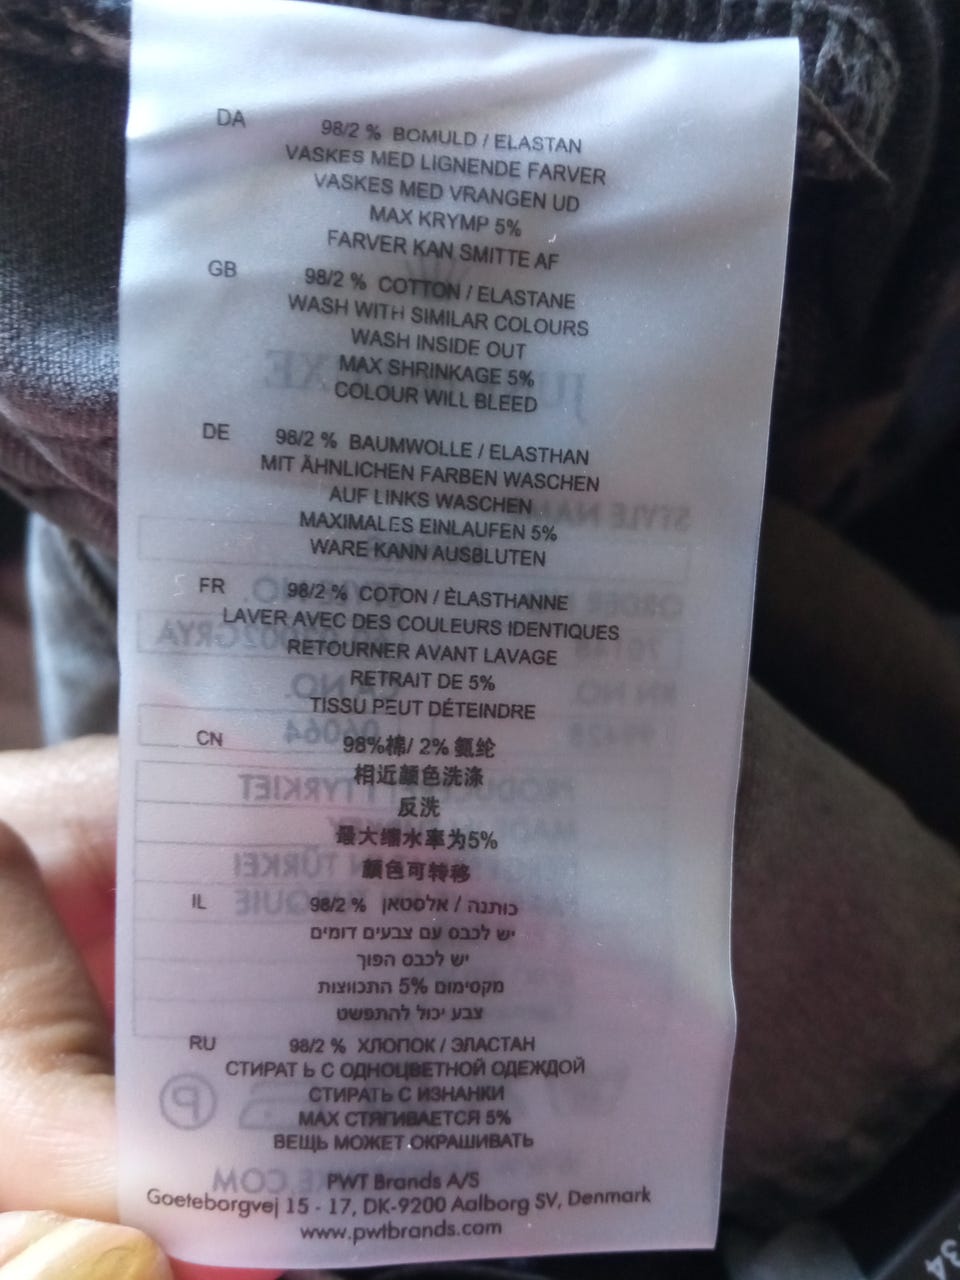 DA
98/2 % BOMULD / ELASTAN
VASKES MED LIGNENDE FARVER
VASKES MED VRANGEN UD
MAX KRYMP 5%
FARVER KAN SMITTE AF
GB
98/2 % COTTON / ELASTANE
WASH WITH SIMILAR COLOURS
WASH INSIDE OUT
MAX SHRINKAGE 5%
COLOUR WILL BLEED
DE
98/2 % BAUMWOLLE / ELASTHAN
MIT ÄHNLICHEN FARBEN WASCHEN
AUF LINKS WASCHEN
MAXIMALES EINLAUFEN 5%
WARE KANN AUSBLUTEN
FR
98/2 % COTON / ÈLASTHANNE
LAVER AVEC DES COULEURS IDENTIQUES
RETOURNER AVANT LAVAGE
RETRAIT DE 5%
TISSU PEUT DÉTEINDRE
CN
98%棉/ 2% 氨纶
相近颜色洗涤
反洗
最大缩水率为5%
颜色可转移
IL
98/2 % כותנה / אלסטאן
יש לכבס עם צבעים דומים
יש לכבס הפוך
מקסימום 5% התכווצות
צבע יכול להתפשט
RU
98/2 % ХЛОПОК / ЭЛАСТАН
СТИРАТ Ь С ОДНОЦВЕТНОЙ ОДЕЖДОЙ
СТИРАТЬ С ИЗНАНКИ
МАХ СТЯГИВАЕТСЯ 5%
ВЕЩЬ МОЖЕТ ОКРАШИВАТЬ
PWT Brands A/S
Goeteborgvej 15 - 17, DK-9200 Aalborg SV, Denmark
www.pwtbrands.com
34